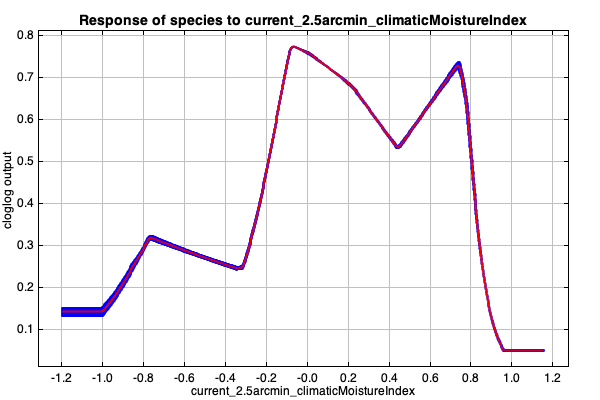 Response of species to current_2.5arcmin_climaticMoistureIndex
0.8
0.7
0.6
0.5
0.4
0.3
0.2
0.1
cloglog output
-1.2 -1.0 -0.8 -0.6 -0.4 -0.2 -0.0 0.2 0.4 0.6 0.8 1.0 1.2
current_2.5arcmin_climaticMoistureIndex